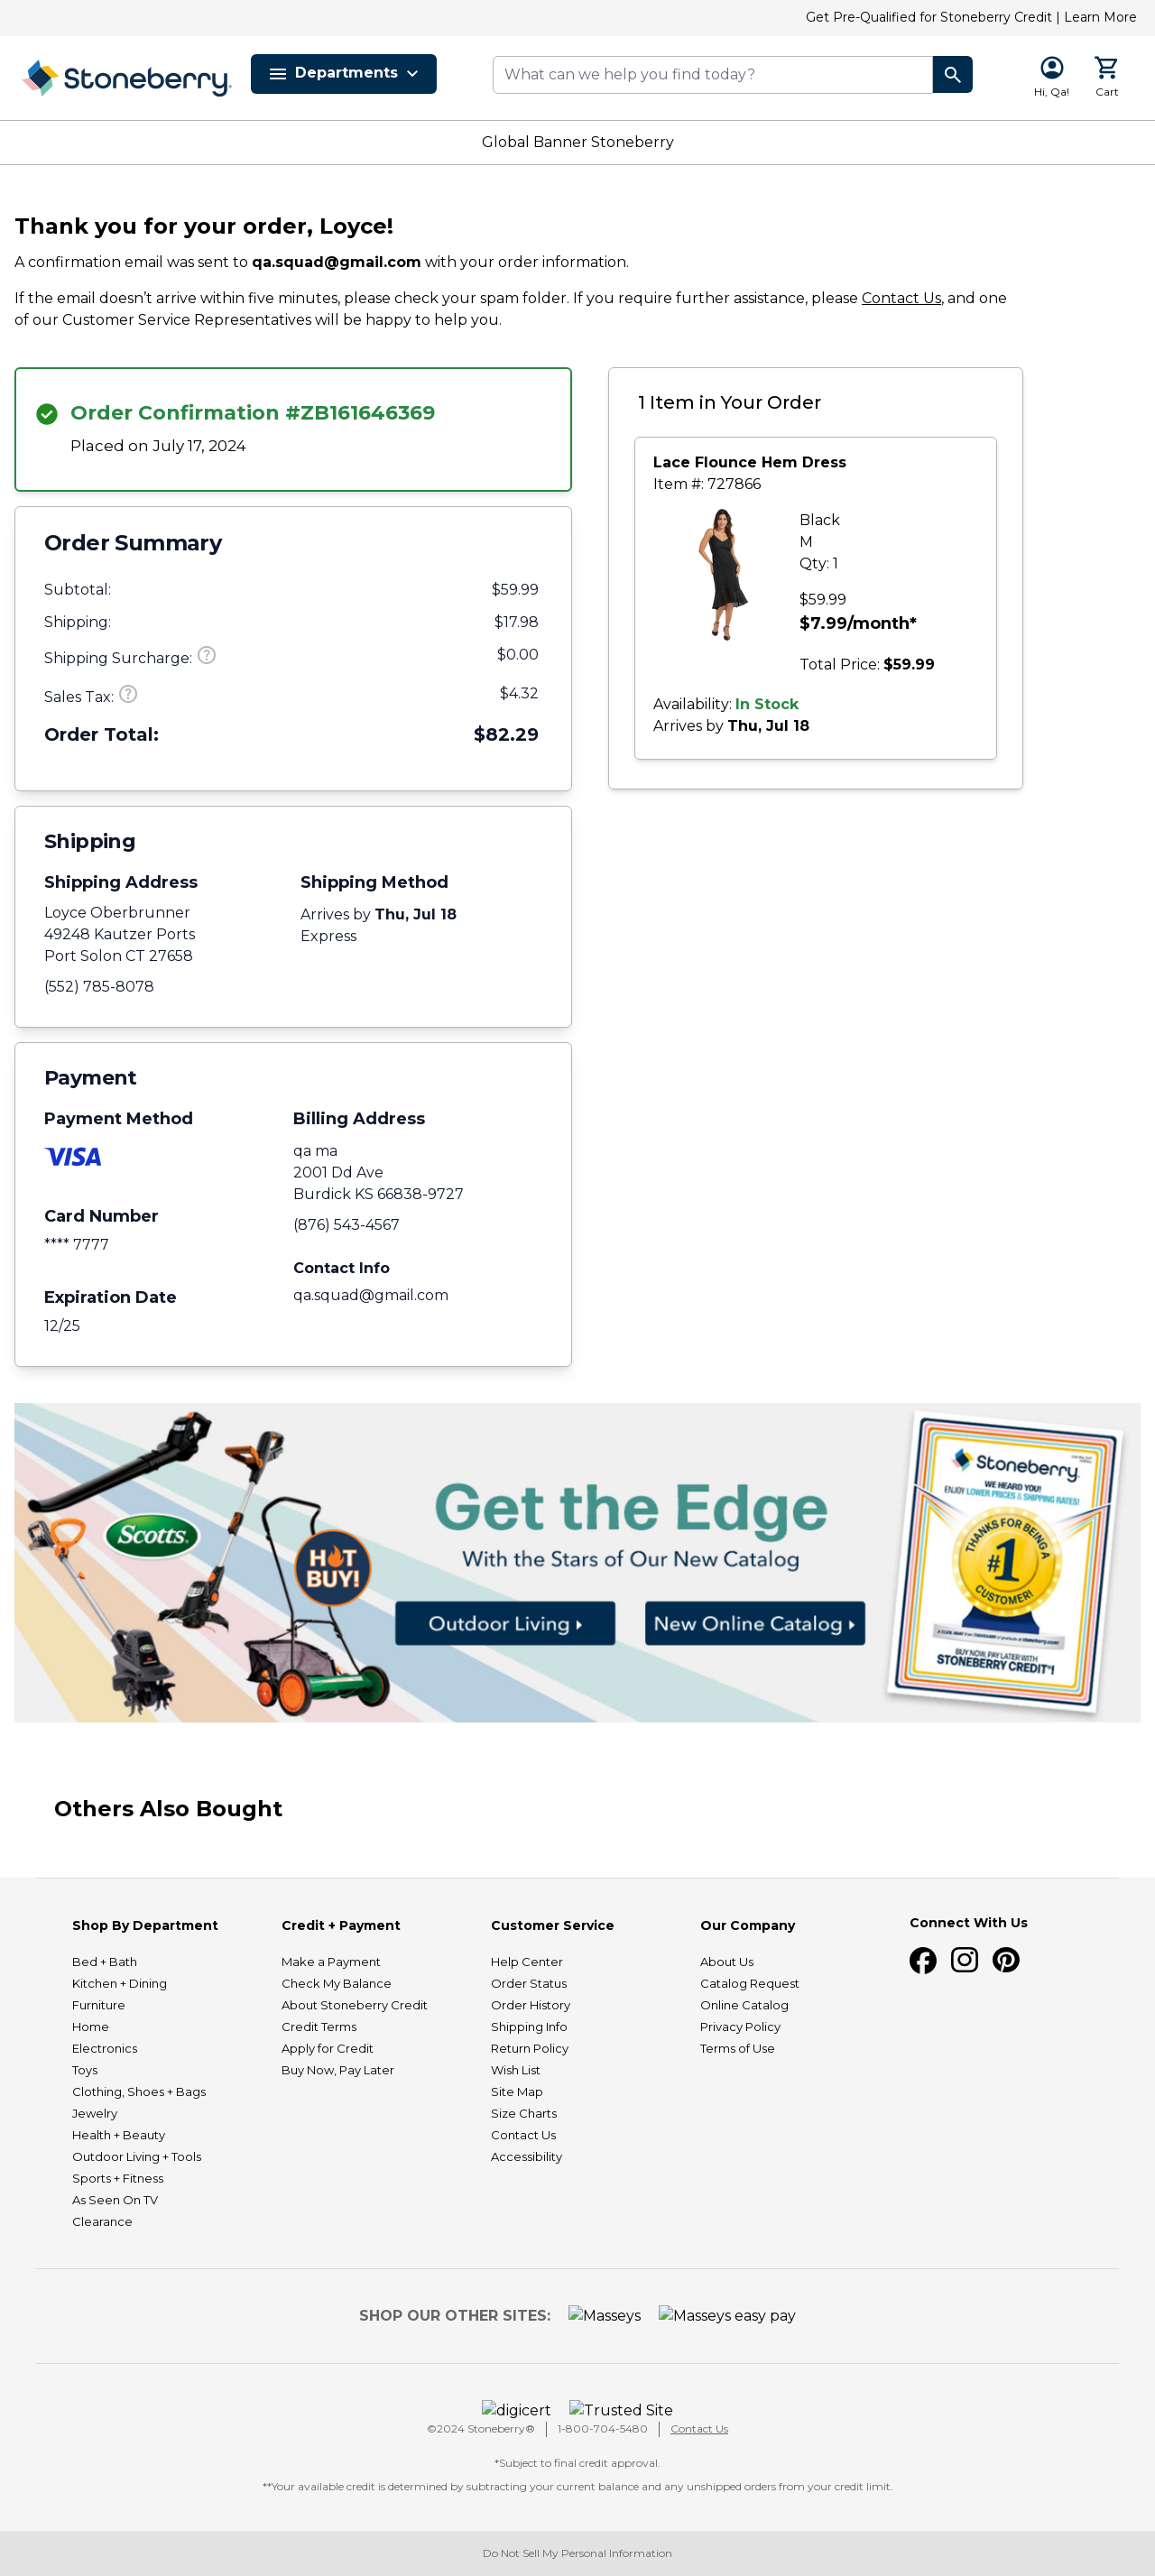 Get Pre-Qualified for Stoneberry Credit | Learn More
Stoneberry
Departments
What can we help you find today?
Hi, Qa!
Cart
Global Banner Stoneberry
Thank you for your order, Loyce!
A confirmation email was sent to qa.squad@gmail.com with your order information.
If the email doesn’t arrive within five minutes, please check your spam folder. If you require further assistance, please Contact Us, and one
of our Customer Service Representatives will be happy to help you.
Order Confirmation #ZB161646369
Placed on July 17, 2024
Order Summary
Subtotal: $59.99
Shipping: $17.98
Shipping Surcharge: $0.00
Sales Tax: $4.32
Order Total: $82.29
1 Item in Your Order
Lace Flounce Hem Dress
Item #: 727866
Black
M
Qty: 1
$59.99
$7.99/month*
Total Price: $59.99
Availability: In Stock
Arrives by Thu, Jul 18
Shipping
Shipping Address
Loyce Oberbrunner
49248 Kautzer Ports
Port Solon CT 27658
(552) 785-8078
Shipping Method
Arrives by Thu, Jul 18
Express
Payment
Payment Method
VISA
Card Number
**** 7777
Expiration Date
12/25
Billing Address
qa ma
2001 Dd Ave
Burdick KS 66838-9727
(876) 543-4567
Contact Info
qa.squad@gmail.com
Scotts
HOT
BUY!
Get the Edge
With the Stars of Our New Catalog
Outdoor Living
New Online Catalog
Stoneberry
WE HEARD YOU!
ENJOY LOWER PRICES & SHIPPING RATES!
THANKS FOR BEING A
#1
CUSTOMER!
BUY NOW, PAY LATER WITH
STONEBERRY CREDIT*!
Others Also Bought
Shop By Department
Bed + Bath
Kitchen + Dining
Furniture
Home
Electronics
Toys
Clothing, Shoes + Bags
Jewelry
Health + Beauty
Outdoor Living + Tools
Sports + Fitness
As Seen On TV
Clearance
Credit + Payment
Make a Payment
Check My Balance
About Stoneberry Credit
Credit Terms
Apply for Credit
Buy Now, Pay Later
Customer Service
Help Center
Order Status
Order History
Shipping Info
Return Policy
Wish List
Site Map
Size Charts
Contact Us
Accessibility
Our Company
About Us
Catalog Request
Online Catalog
Privacy Policy
Terms of Use
Connect With Us
SHOP OUR OTHER SITES: Masseys Masseys easy pay
digicert Trusted Site
©2024 Stoneberry® | 1-800-704-5480 | Contact Us
*Subject to final credit approval.
**Your available credit is determined by subtracting your current balance and any unshipped orders from your credit limit.
Do Not Sell My Personal Information